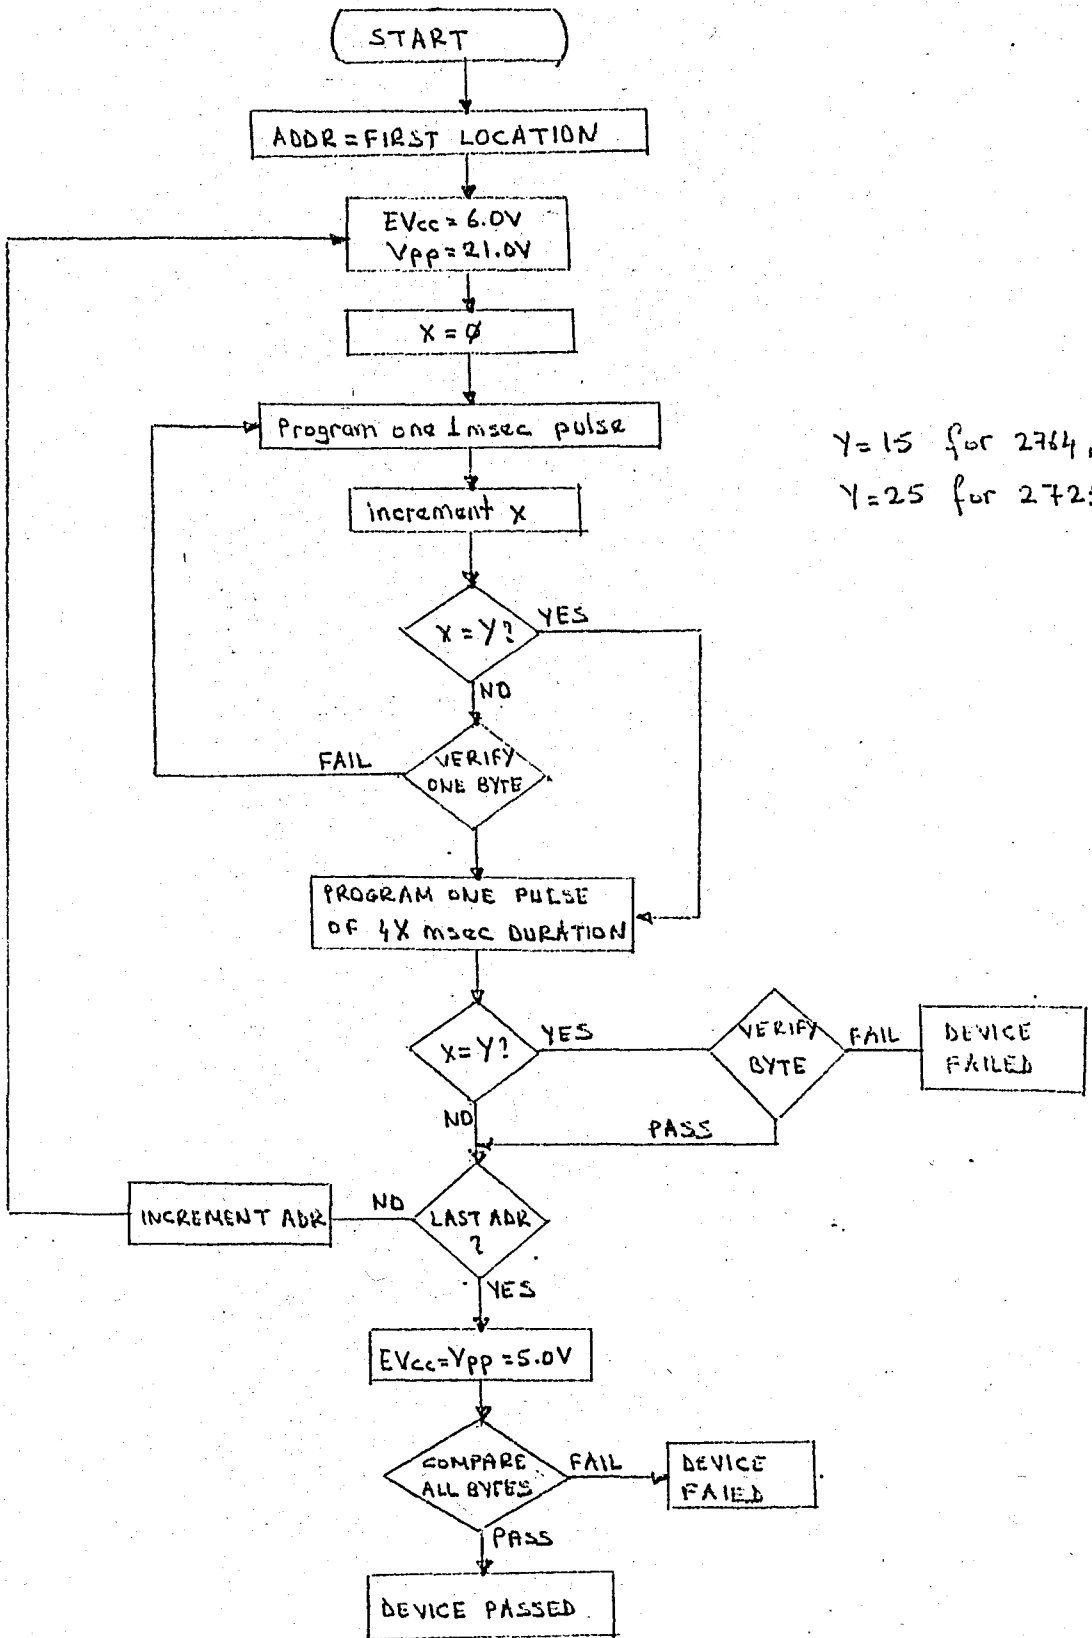 START
ADDR=FIRST LOCATION
EVcc=6.0V
Vpp=21.0V
X=Ø
Program one 1msec pulse
Y=15 for 2764,
Y=25 for
increment X
X=Y?
YES
NO
FAIL
VERIFY
ONE BYTE
PROGRAM ONE PULSE
OF 4X msec DURATION
X=Y?
YES
VERIFY
BYTE
FAIL
DEVICE
FAILED
NO
PASS
INCREMENT ADR
NO
LAST ADR
?
YES
EVcc=Vpp=5.0V
COMPARE
ALL BYTES
FAIL
DEVICE
FAIED
PASS
DEVICE PASSED